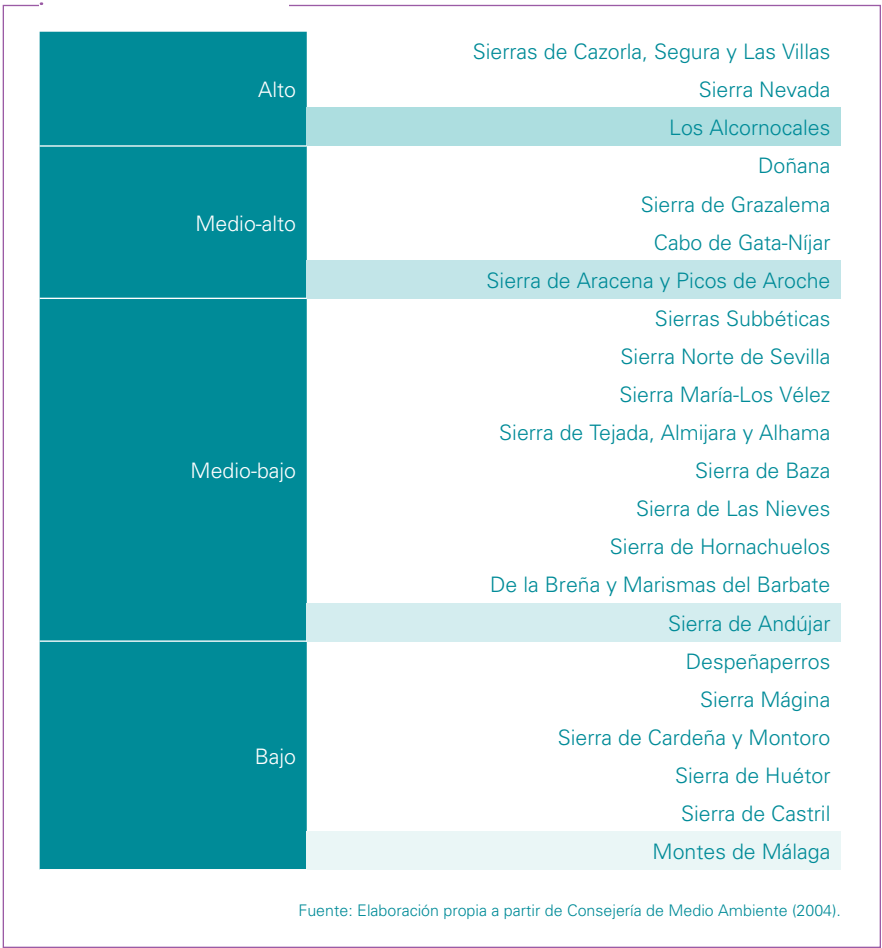 Alto
Sierras de Cazorla, Segura y Las Villas
Sierra Nevada
Los Alcornocales
Medio-alto
Doñana
Sierra de Grazalema
Cabo de Gata-Níjar
Sierra de Aracena y Picos de Aroche
Medio-bajo
Sierras Subbéticas
Sierra Norte de Sevilla
Sierra María-Los Vélez
Sierra de Tejada, Almijara y Alhama
Sierra de Baza
Sierra de Las Nieves
Sierra de Hornachuelos
De la Breña y Marismas del Barbate
Sierra de Andújar
Bajo
Despeñaperros
Sierra Mágina
Sierra de Cardeña y Montoro
Sierra de Huétor
Sierra de Castril
Montes de Málaga
Fuente: Elaboración propia a partir de Consejería de Medio Ambiente (2004).